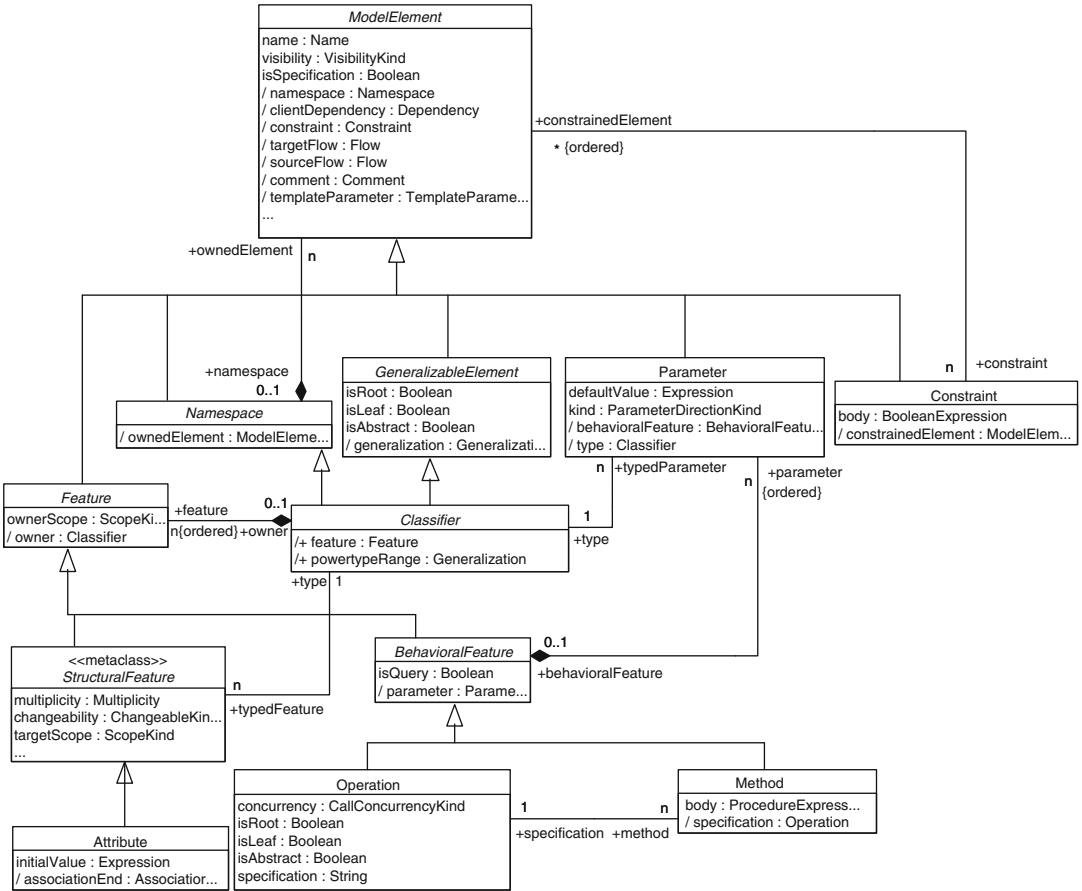 ModelElement
name : Name
visibility : VisibilityKind
isSpecification : Boolean
/ namespace : Namespace
/ clientDependency : Dependency
/ constraint : Constraint
/ targetFlow : Flow
/ sourceFlow : Flow
/ comment : Comment
/ templateParameter : TemplateParame...
...
+constrainedElement
* {ordered}
+ownedElement
n
+namespace
0..1
n
+constraint
Namespace
/ ownedElement : ModelEleme...
GeneralizableElement
isRoot : Boolean
isLeaf : Boolean
isAbstract : Boolean
/ generalization : Generalizati...
Parameter
defaultValue : Expression
kind : ParameterDirectionKind
/ behavioralFeature : BehavioralFeatu...
/ type : Classifier
Constraint
body : BooleanExpression
/ constrainedElement : ModelElem...
n
+typedParameter
n
+parameter
{ordered}
Feature
ownerScope : ScopeKi...
/ owner : Classifier
+feature
0..1
n{ordered}
+owner
Classifier
/+ feature : Feature
/+ powertypeRange : Generalization
1
+type
+type
1
<<metaclass>>
StructuralFeature
multiplicity : Multiplicity
changeability : ChangeableKin...
targetScope : ScopeKind
...
n
+typedFeature
BehavioralFeature
isQuery : Boolean
/ parameter : Parame...
0..1
+behavioralFeature
Attribute
initialValue : Expression
/ associationEnd : Associatior...
Operation
concurrency : CallConcurrencyKind
isRoot : Boolean
isLeaf : Boolean
isAbstract : Boolean
specification : String
1
n
+specification
+method
Method
body : ProcedureExpress...
/ specification : Operation